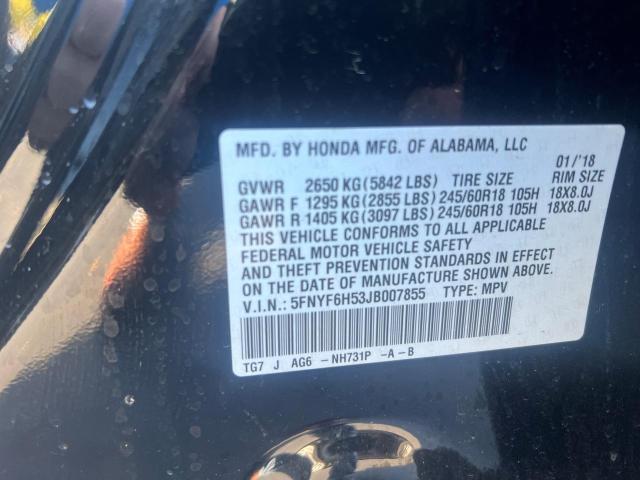 MFD. BY HONDA MFG. OF ALABAMA, LLC 01/'18
GVWR 2650 KG (5842 LBS) TIRE SIZE RIM SIZE
GAWR F 1295 KG (2855 LBS) 245/60R18 105H 18X8.0J
GAWR R 1405 KG (3097 LBS) 245/60R18 105H 18X8.0J
THIS VEHICLE CONFORMS TO ALL APPLICABLE
FEDERAL MOTOR VEHICLE SAFETY
AND THEFT PREVENTION STANDARDS IN EFFECT
ON THE DATE OF MANUFACTURE SHOWN ABOVE.
V.I.N.: 5FNYF6H53JB007855 TYPE: MPV
TG7 J AG6 -NH731P -A-B